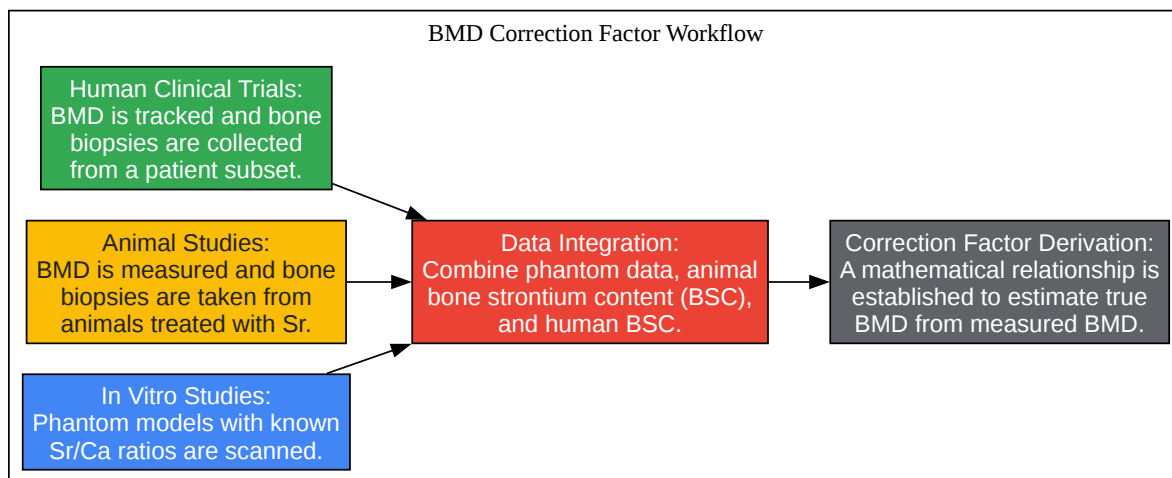 BMD Correction Factor Workflow
Human Clinical Trials:
BMD is tracked and bone
biopsies are collected
from a patient subset.
Animal Studies:
BMD is measured and bone
biopsies are taken from
animals treated with Sr.
In Vitro Studies:
Phantom models with known
Sr/Ca ratios are scanned.
Data Integration:
Combine phantom data, animal
bone strontium content (BSC),
and human BSC.
Correction Factor Derivation:
A mathematical relationship is
established to estimate true
BMD from measured BMD.